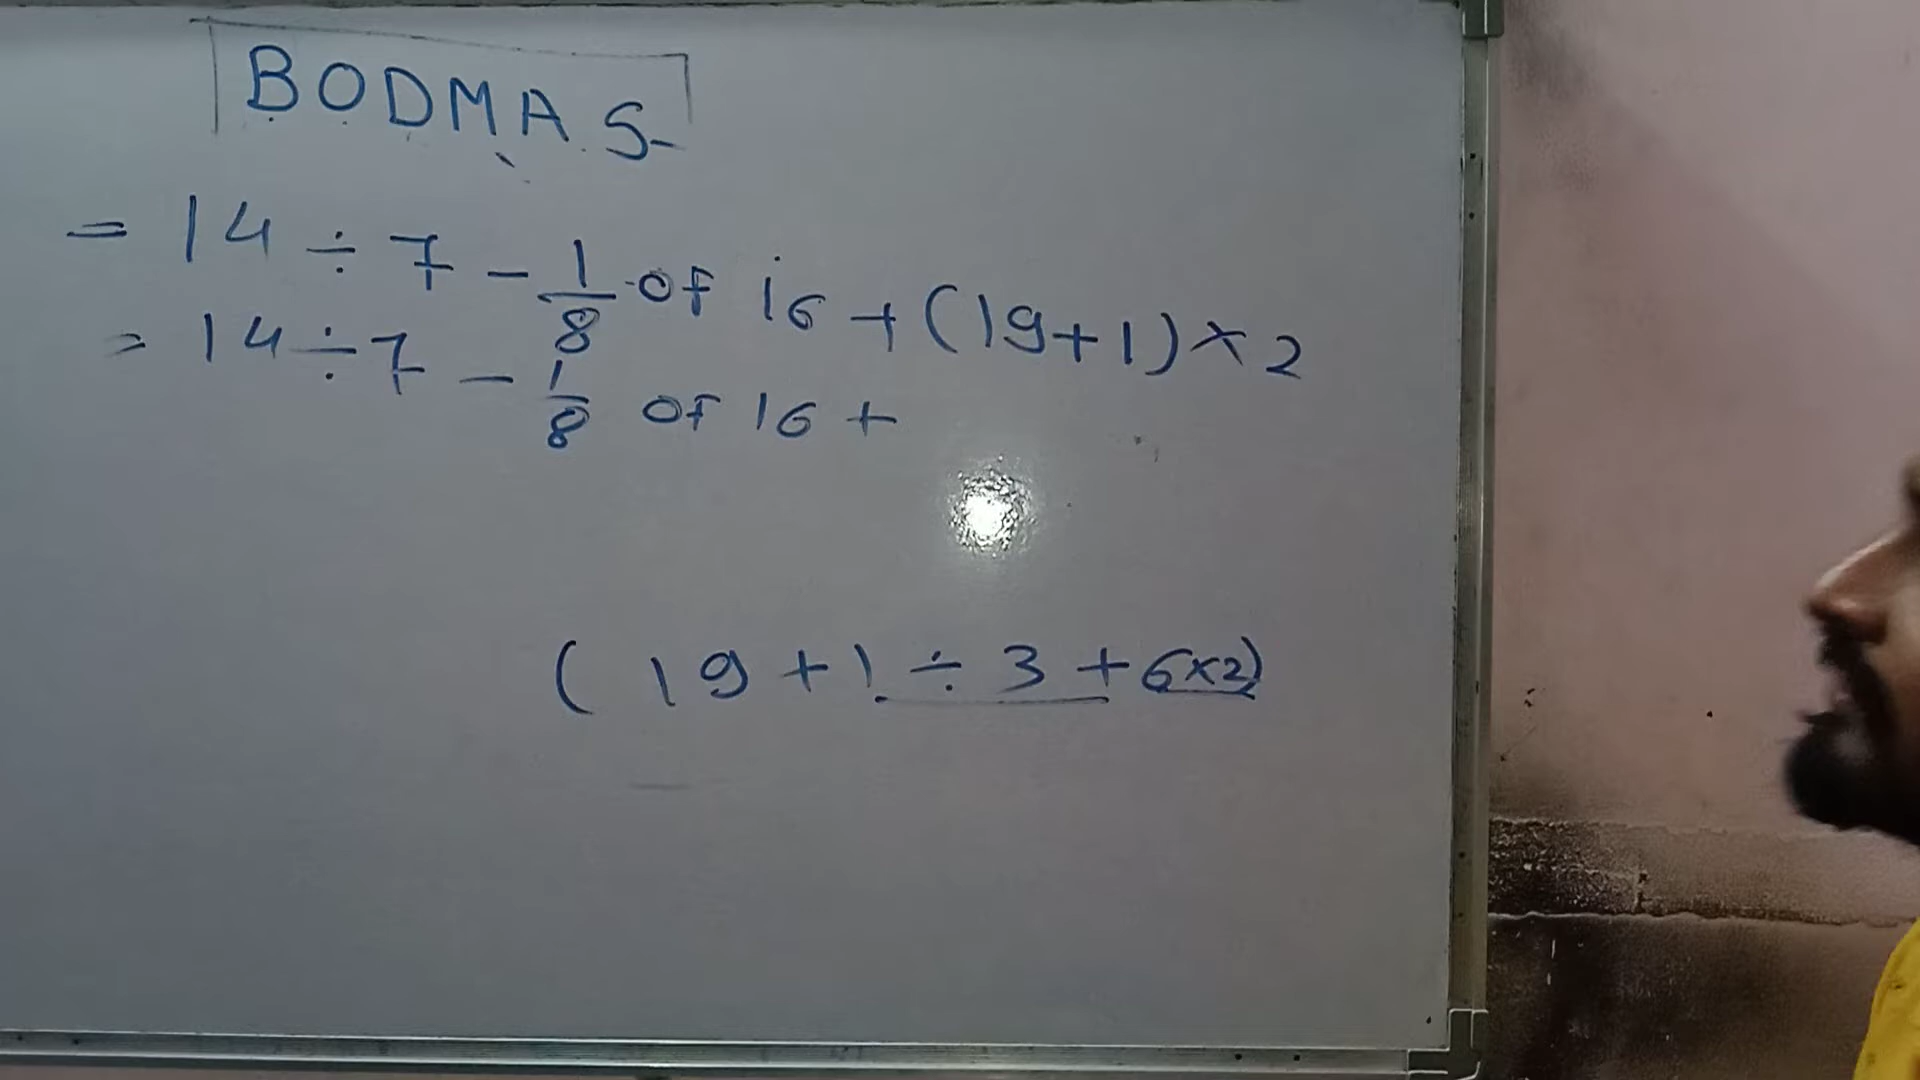 BODMAS
= 14 ÷ 7 - 1/8 of 16 + (19+1) × 2
= 14 ÷ 7 - 1/8 of 16 +
( 19 + 1 ÷ 3 + 6×2)